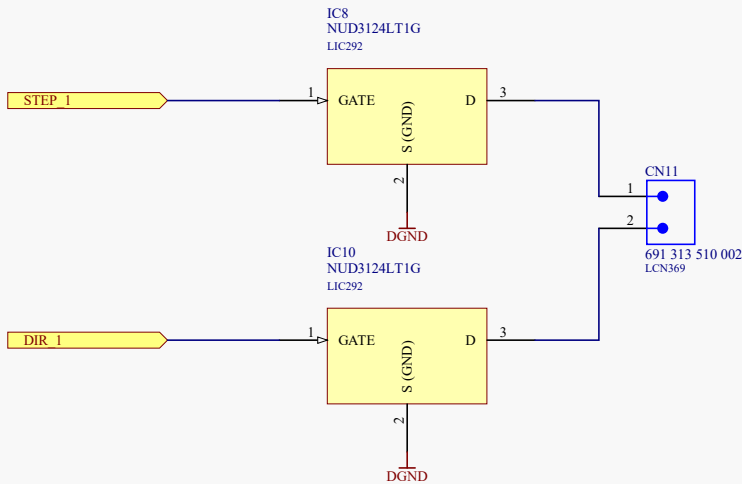 IC8
NUD3124LT1G
LIC292
STEP_1
1
GATE
D
3
S (GND)
2
DGND
CN11
1
2
691 313 510 002
LCN369
IC10
NUD3124LT1G
LIC292
DIR_1
1
GATE
D
3
S (GND)
2
DGND